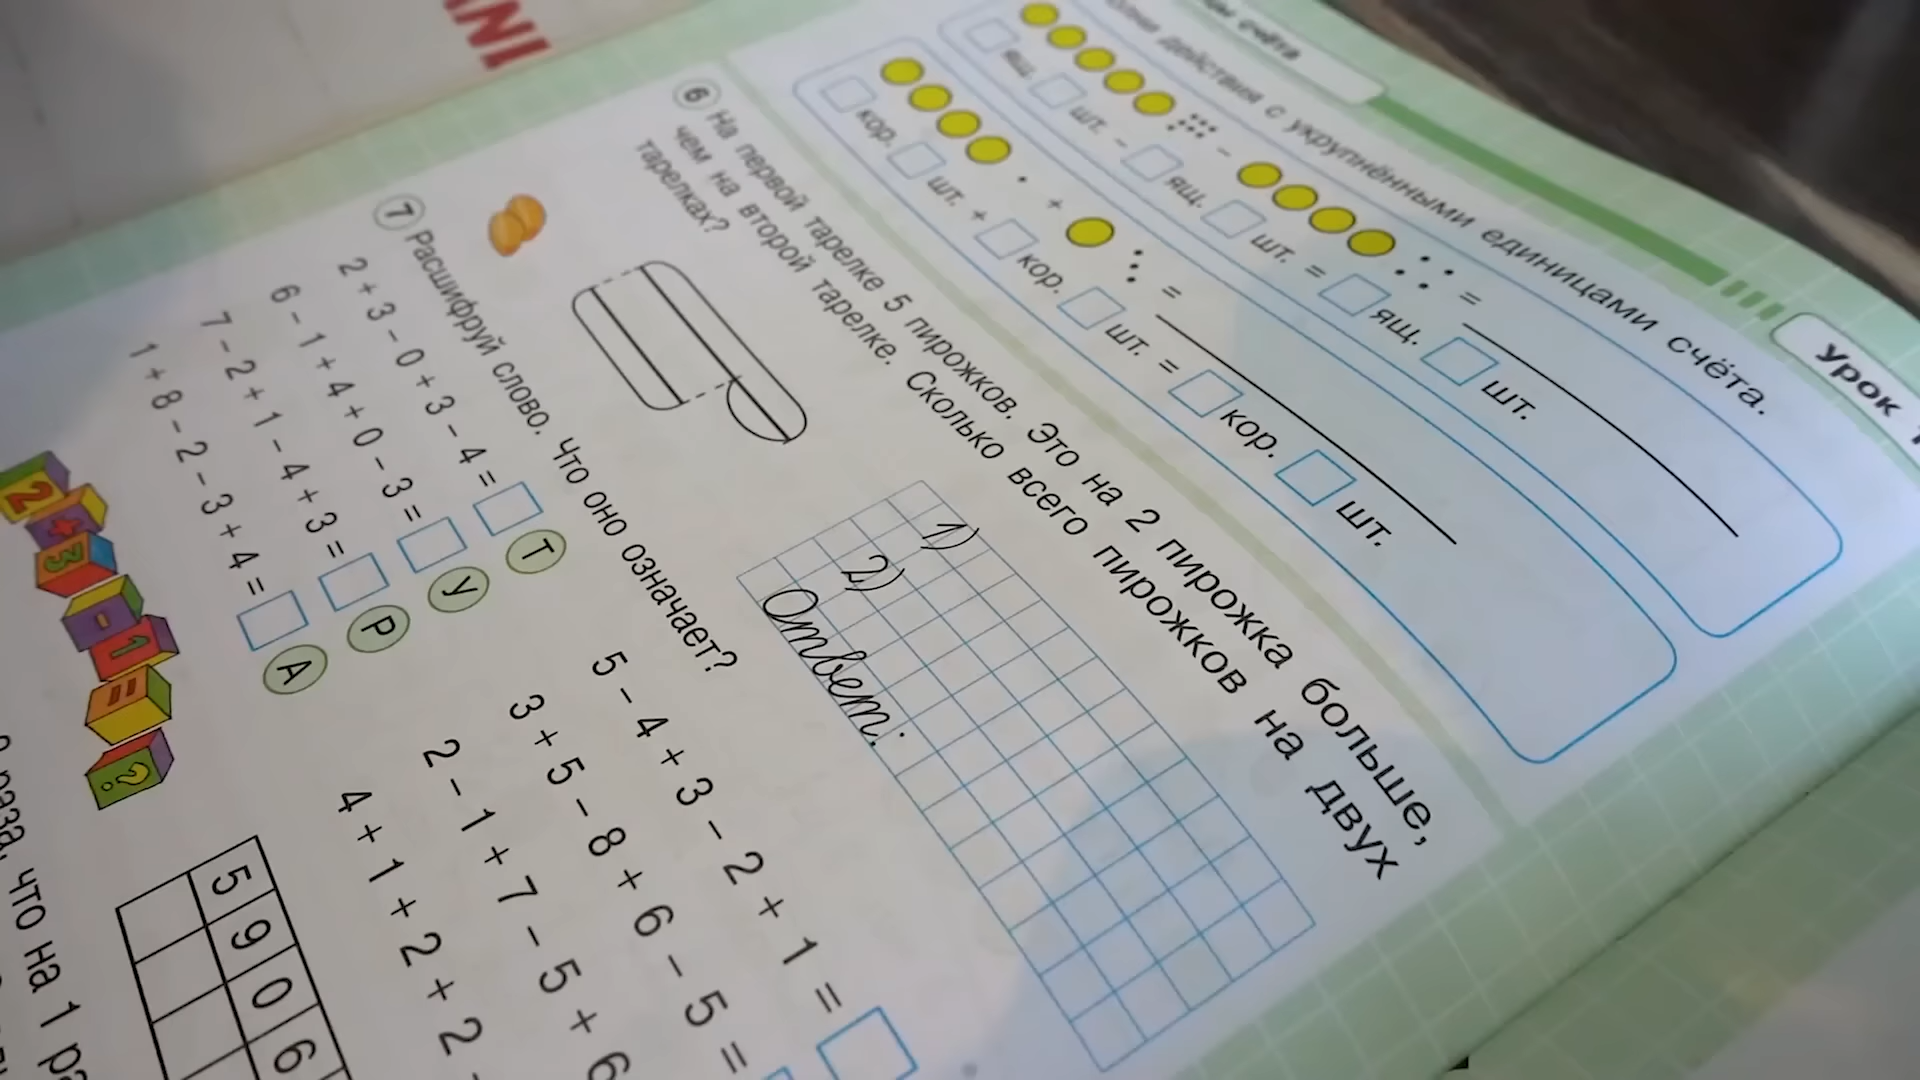 Урок
действия с укрупнёнными единицами счёта.
ящ. шт. – ящ. шт. = ящ. шт.
+ =
кор. шт. + кор. шт. = кор. шт.
6 На первой тарелке 5 пирожков. Это на 2 пирожка больше,
чем на второй тарелке. Сколько всего пирожков на двух
тарелках?
1)
2)
Ответ:
7 Расшифруй слово. Что оно означает?
2 + 3 – 0 + 3 – 4 = Т
6 – 1 + 4 + 0 – 3 = У
7 – 2 + 1 – 4 + 3 = Р
1 + 8 – 2 – 3 + 4 = А
5 – 4 + 3 – 2 + 1 =
3 + 5 – 8 + 6 – 5 =
2 – 1 + 7 – 5 + 6
4 + 1 + 2 + 2 –
2 + 3 – 1 = ?
5 9 0 6
что на 1